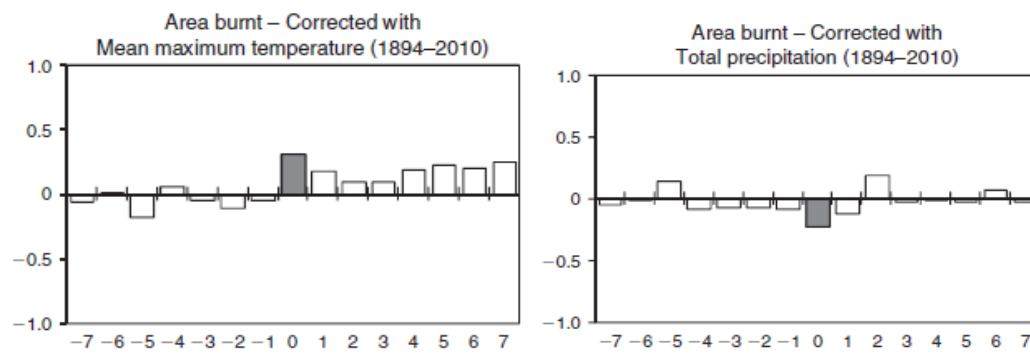 Area burnt – Corrected with
Mean maximum temperature (1894–2010)
1.0
0.5
0
−0.5
−1.0
−7 −6 −5 −4 −3 −2 −1 0 1 2 3 4 5 6 7
Area burnt – Corrected with
Total precipitation (1894–2010)
1.0
0.5
0
−0.5
−1.0
−7 −6 −5 −4 −3 −2 −1 0 1 2 3 4 5 6 7